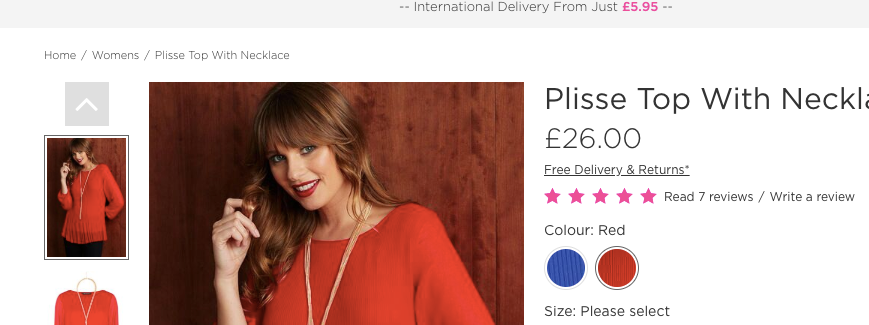 -- International Delivery From Just £5.95 --
Home / Womens / Plisse Top With Necklace
Plisse Top With
£26.00
Free Delivery & Returns*
Read 7 reviews / Write a review
Colour: Red
Size: Please select